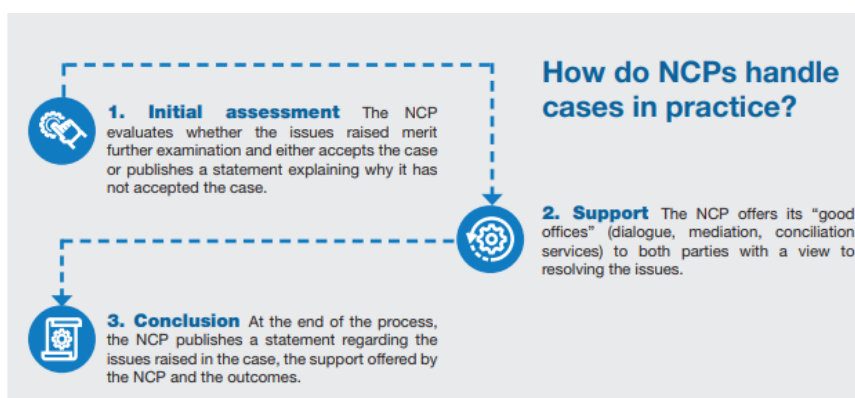 How do NCPs handle
cases in practice?
1. Initial assessment The NCP
evaluates whether the issues raised merit
further examination and either accepts the case
or publishes a statement explaining why it has
not accepted the case.
2. Support The NCP offers its “good
offices” (dialogue, mediation, conciliation
services) to both parties with a view to
resolving the issues.
3. Conclusion At the end of the process,
the NCP publishes a statement regarding the
issues raised in the case, the support offered by
the NCP and the outcomes.